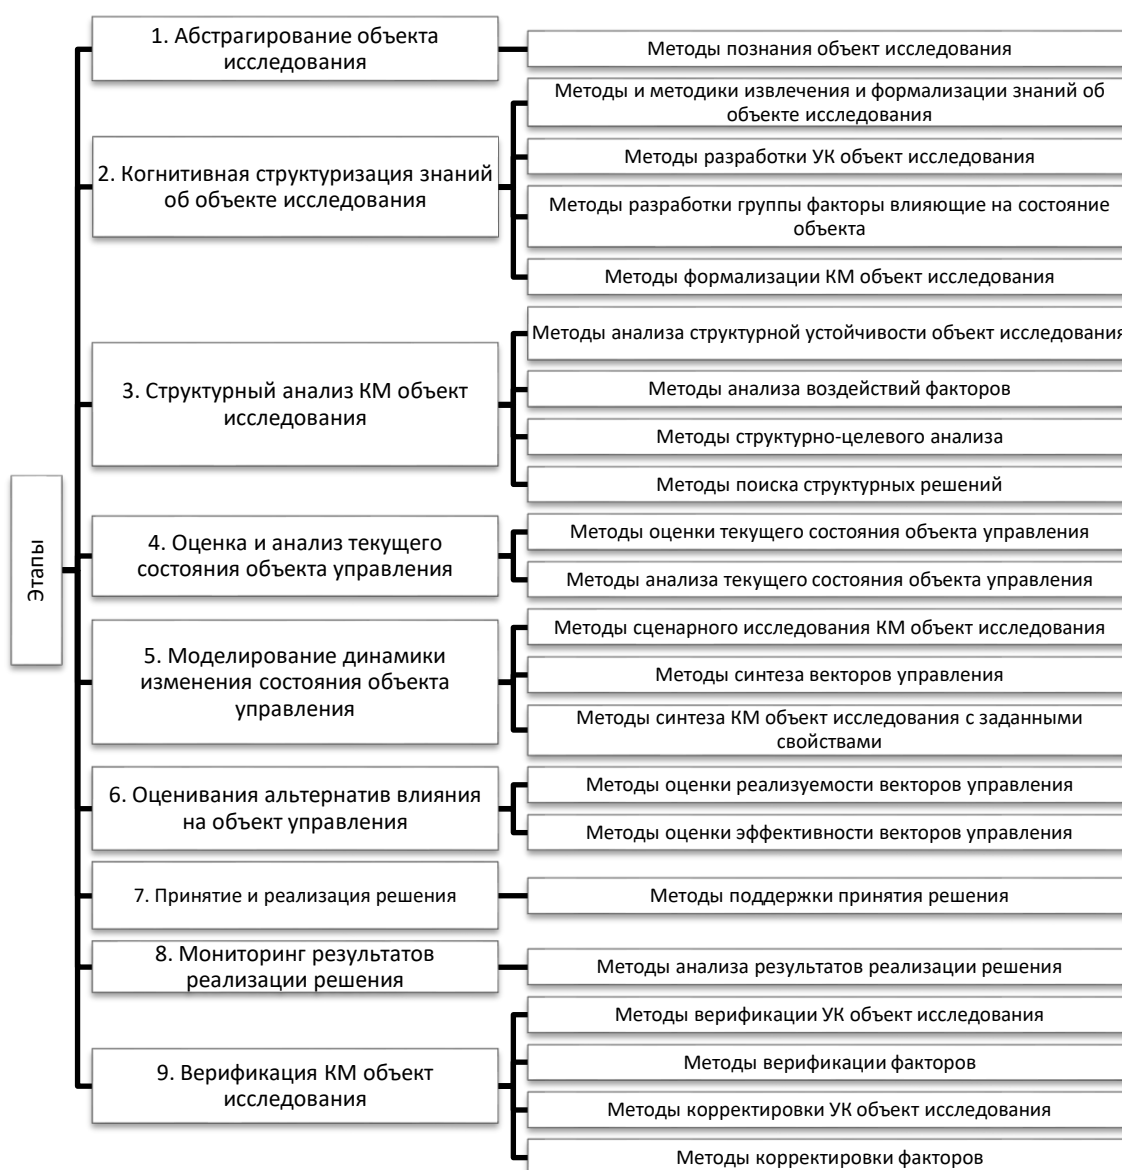 Этапы
1. Абстрагирование объекта
исследования
Методы познания объект исследования
2. Когнитивная структуризация знаний
об объекте исследования
Методы и методики извлечения и формализации знаний об
объекте исследования
Методы разработки УК объект исследования
Методы разработки группы факторы влияющие на состояние
объекта
Методы формализации КМ объект исследования
3. Структурный анализ КМ объект
исследования
Методы анализа структурной устойчивости объект исследования
Методы анализа воздействий факторов
Методы структурно-целевого анализа
Методы поиска структурных решений
4. Оценка и анализ текущего
состояния объекта управления
Методы оценки текущего состояния объекта управления
Методы анализа текущего состояния объекта управления
5. Моделирование динамики
изменения состояния объекта
управления
Методы сценарного исследования КМ объект исследования
Методы синтеза векторов управления
Методы синтеза КМ объект исследования с заданными
свойствами
6. Оценивания альтернатив влияния
на объект управления
Методы оценки реализуемости векторов управления
Методы оценки эффективности векторов управления
7. Принятие и реализация решения
Методы поддержки принятия решения
8. Мониторинг результатов
реализации решения
Методы анализа результатов реализации решения
9. Верификация КМ объект
исследования
Методы верификации УК объект исследования
Методы верификации факторов
Методы корректировки УК объект исследования
Методы корректировки факторов